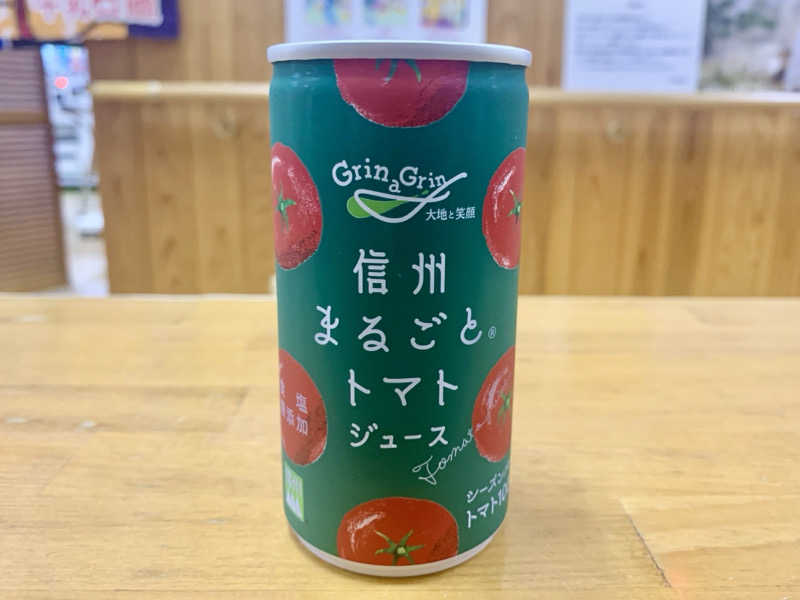 Grin a Grin
大地と笑顔
信州
まるごと®
トマト
ジュース
Tomato
食塩
無添加
シーズン
トマト100